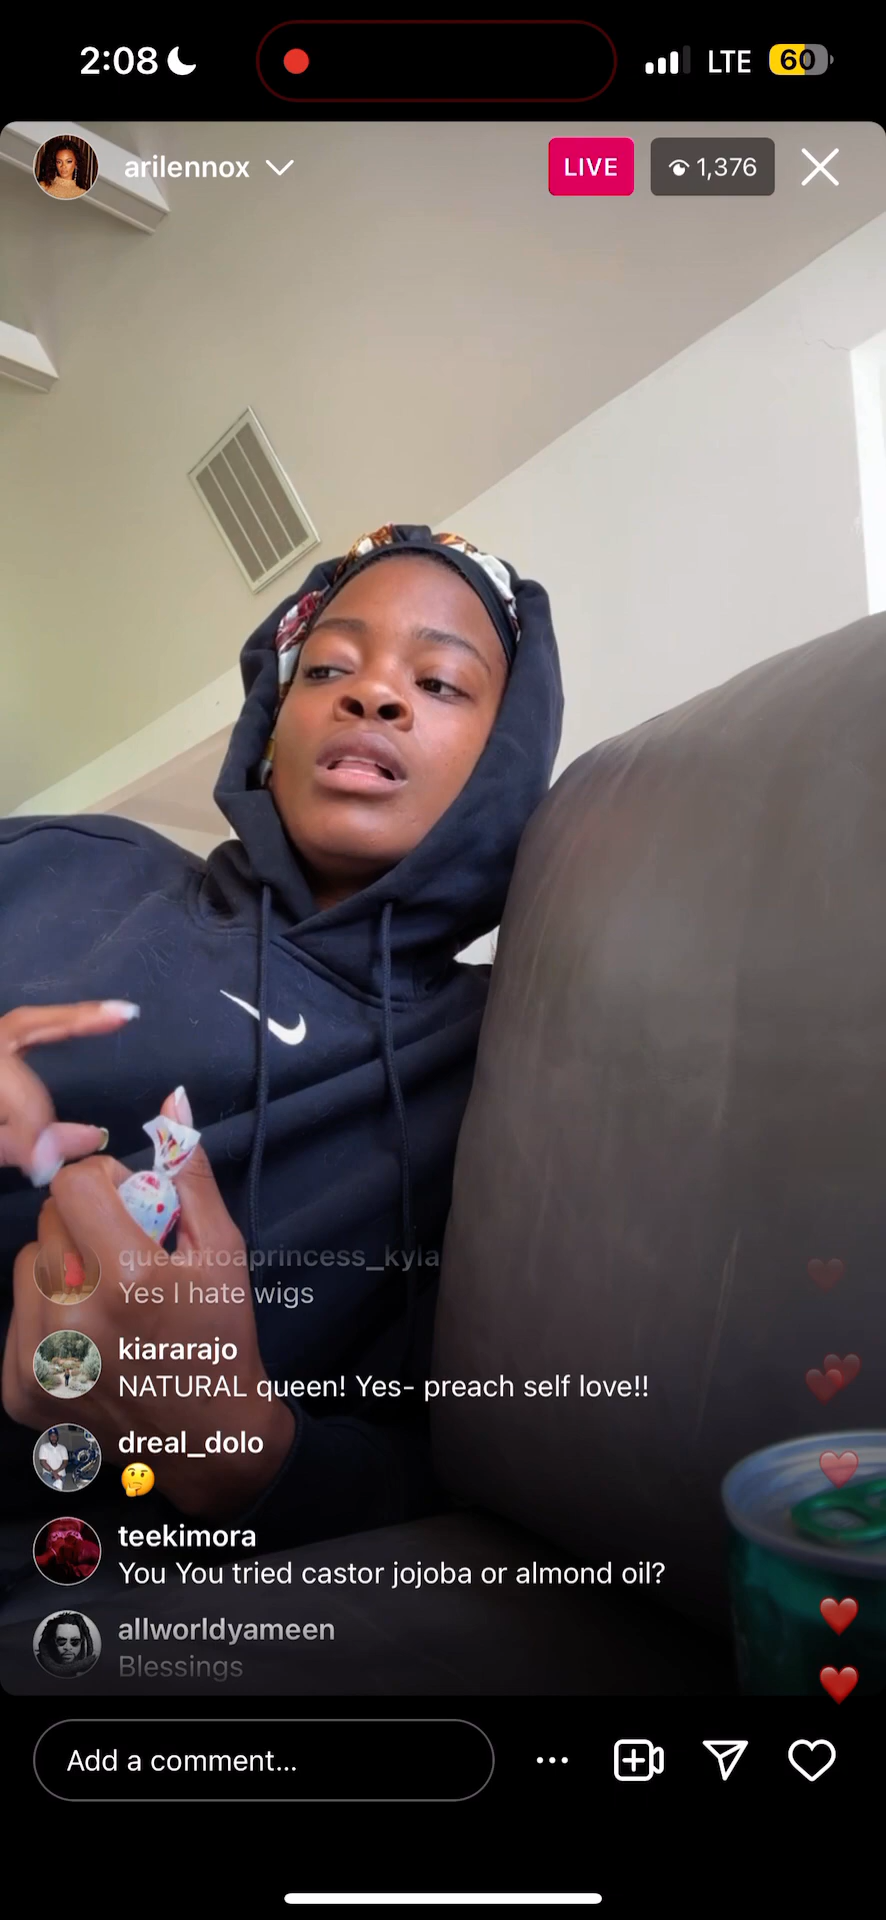 2:08
LTE
60
arilennox
LIVE
1,376
queentoaprincess_kyla
Yes I hate wigs
kiararajo
NATURAL queen! Yes- preach self love!!
dreal_dolo
🤔
teekimora
You You tried castor jojoba or almond oil?
allworldyameen
Blessings
Add a comment...